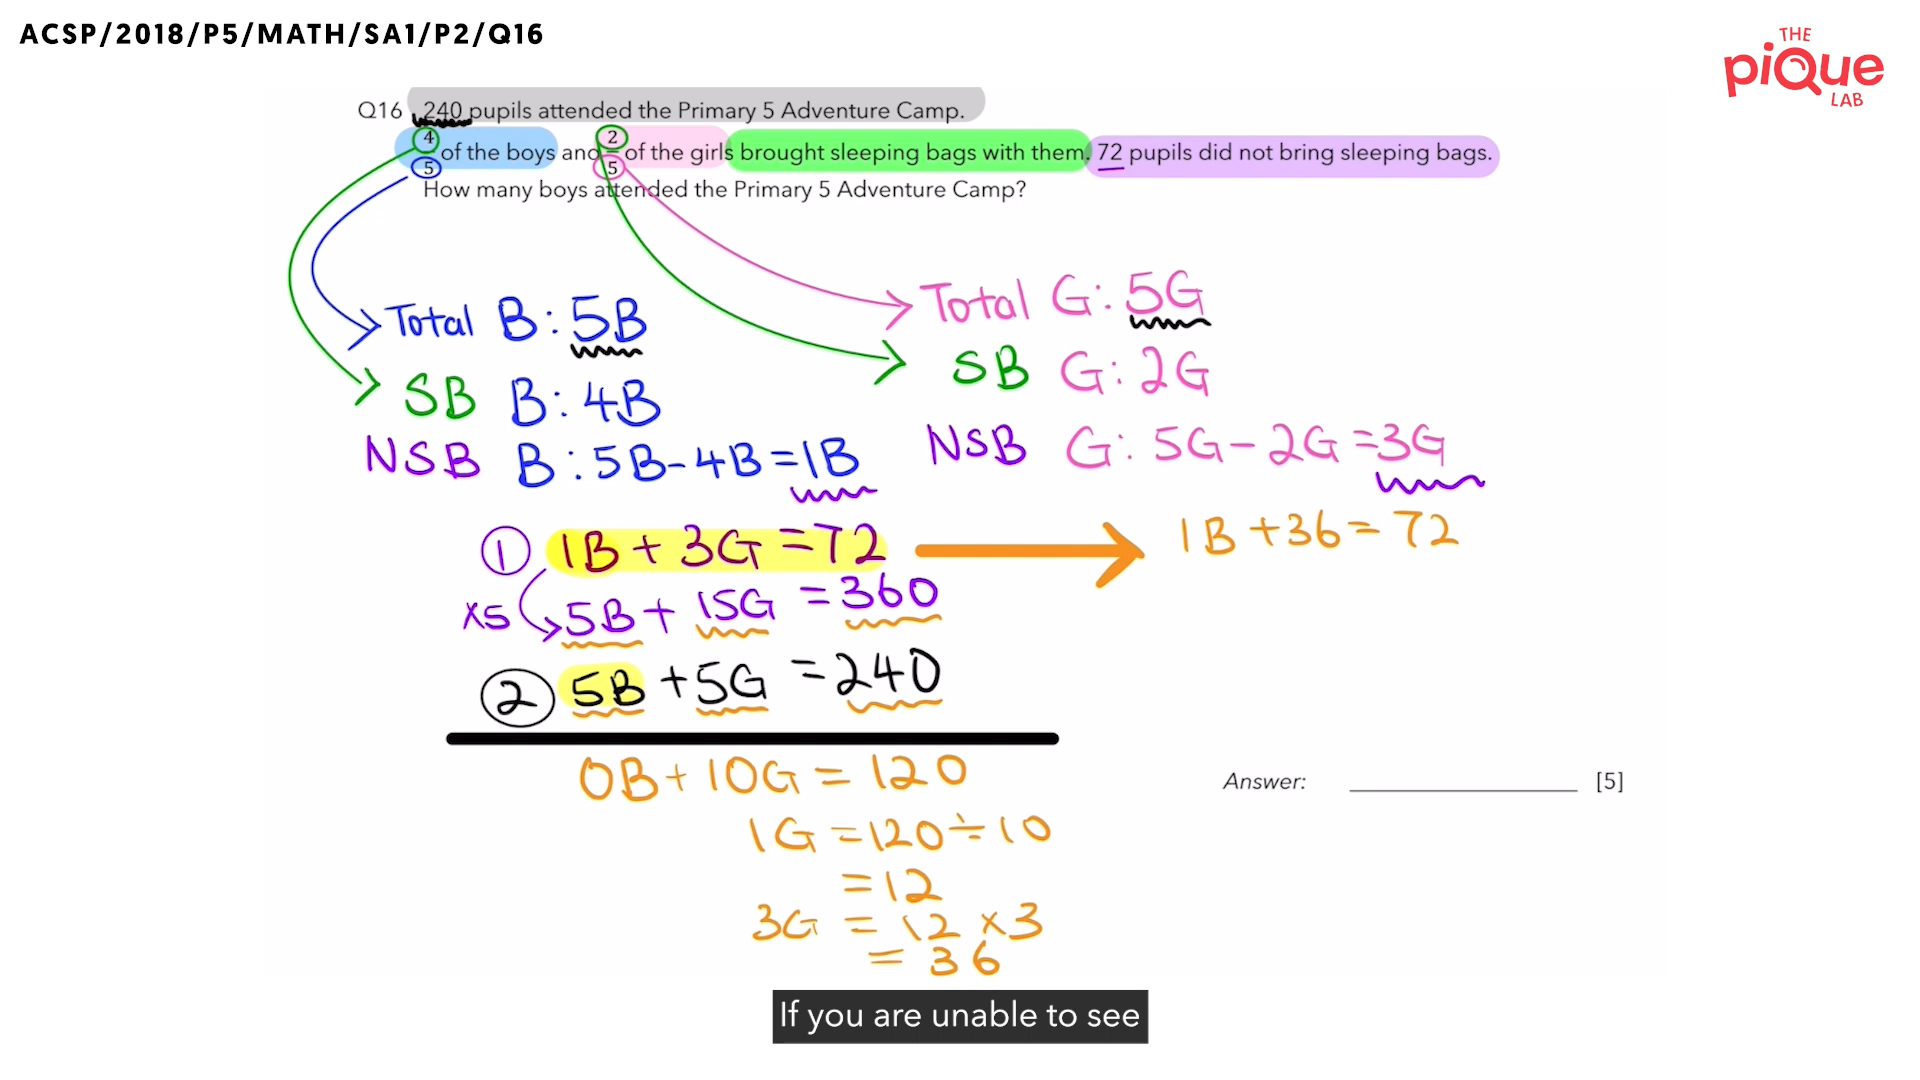 ACSP/2018/P5/MATH/SA1/P2/Q16
THE
piQue
LAB
Q16 240 pupils attended the Primary 5 Adventure Camp.
4/5 of the boys and 2/5 of the girls brought sleeping bags with them. 72 pupils did not bring sleeping bags.
How many boys attended the Primary 5 Adventure Camp?
Total B: 5B
SB B: 4B
NSB B: 5B-4B=1B
Total G: 5G
SB G: 2G
NSB G: 5G-2G=3G
① 1B + 3G = 72
1B + 36 = 72
x5 5B + 15G = 360
② 5B + 5G = 240
0B + 10G = 120
1G = 120 ÷ 10
= 12
3G = 12 x 3
= 36
Answer: ____________ [5]
If you are unable to see